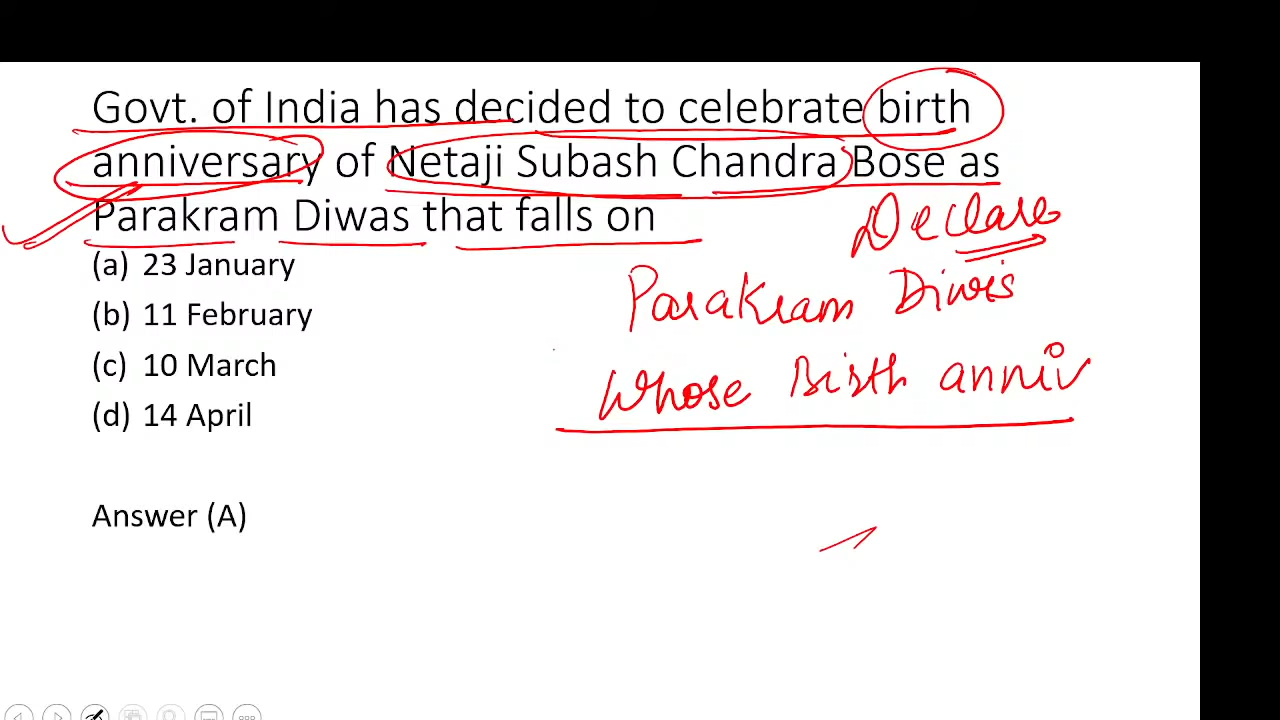 Govt. of India has decided to celebrate birth
anniversary of Netaji Subash Chandra Bose as
Parakram Diwas that falls on
Declare
(a) 23 January
Parakram Diwis
(b) 11 February
(c) 10 March
Whose Birth anniv
(d) 14 April
Answer (A)